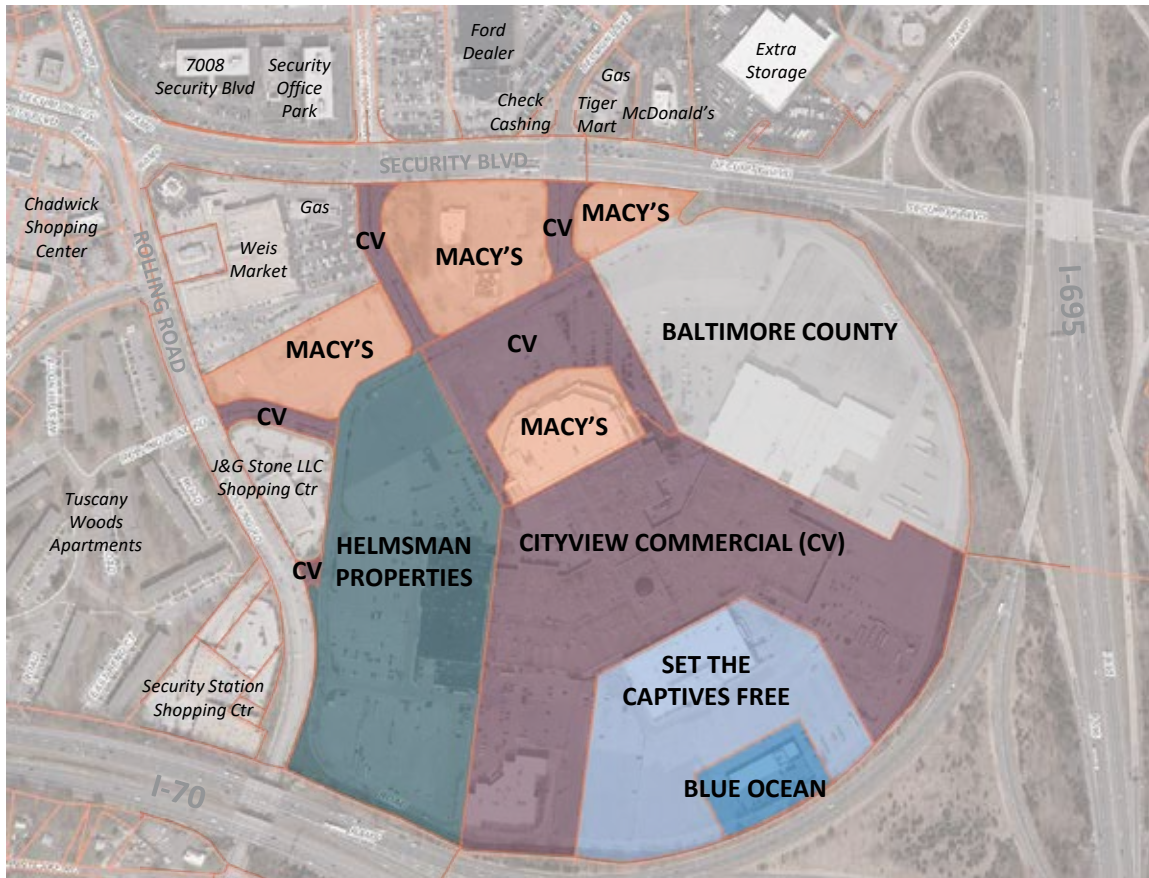 Ford
Dealer
Extra
Storage
7008
Security Blvd
Security
Office
Park
Gas
Check
Cashing
Tiger
Mart
McDonald's
SECURITY BLVD
Chadwick
Shopping
Center
ROLLING ROAD
Gas
Weis
Market
CV
MACY'S
CV
MACY'S
I-695
BALTIMORE COUNTY
MACY'S
CV
CV
MACY'S
J&G Stone LLC
Shopping Ctr
Tuscany
Woods
Apartments
CV
HELMSMAN
PROPERTIES
CITYVIEW COMMERCIAL (CV)
SET THE
CAPTIVES FREE
Security Station
Shopping Ctr
BLUE OCEAN
I-70